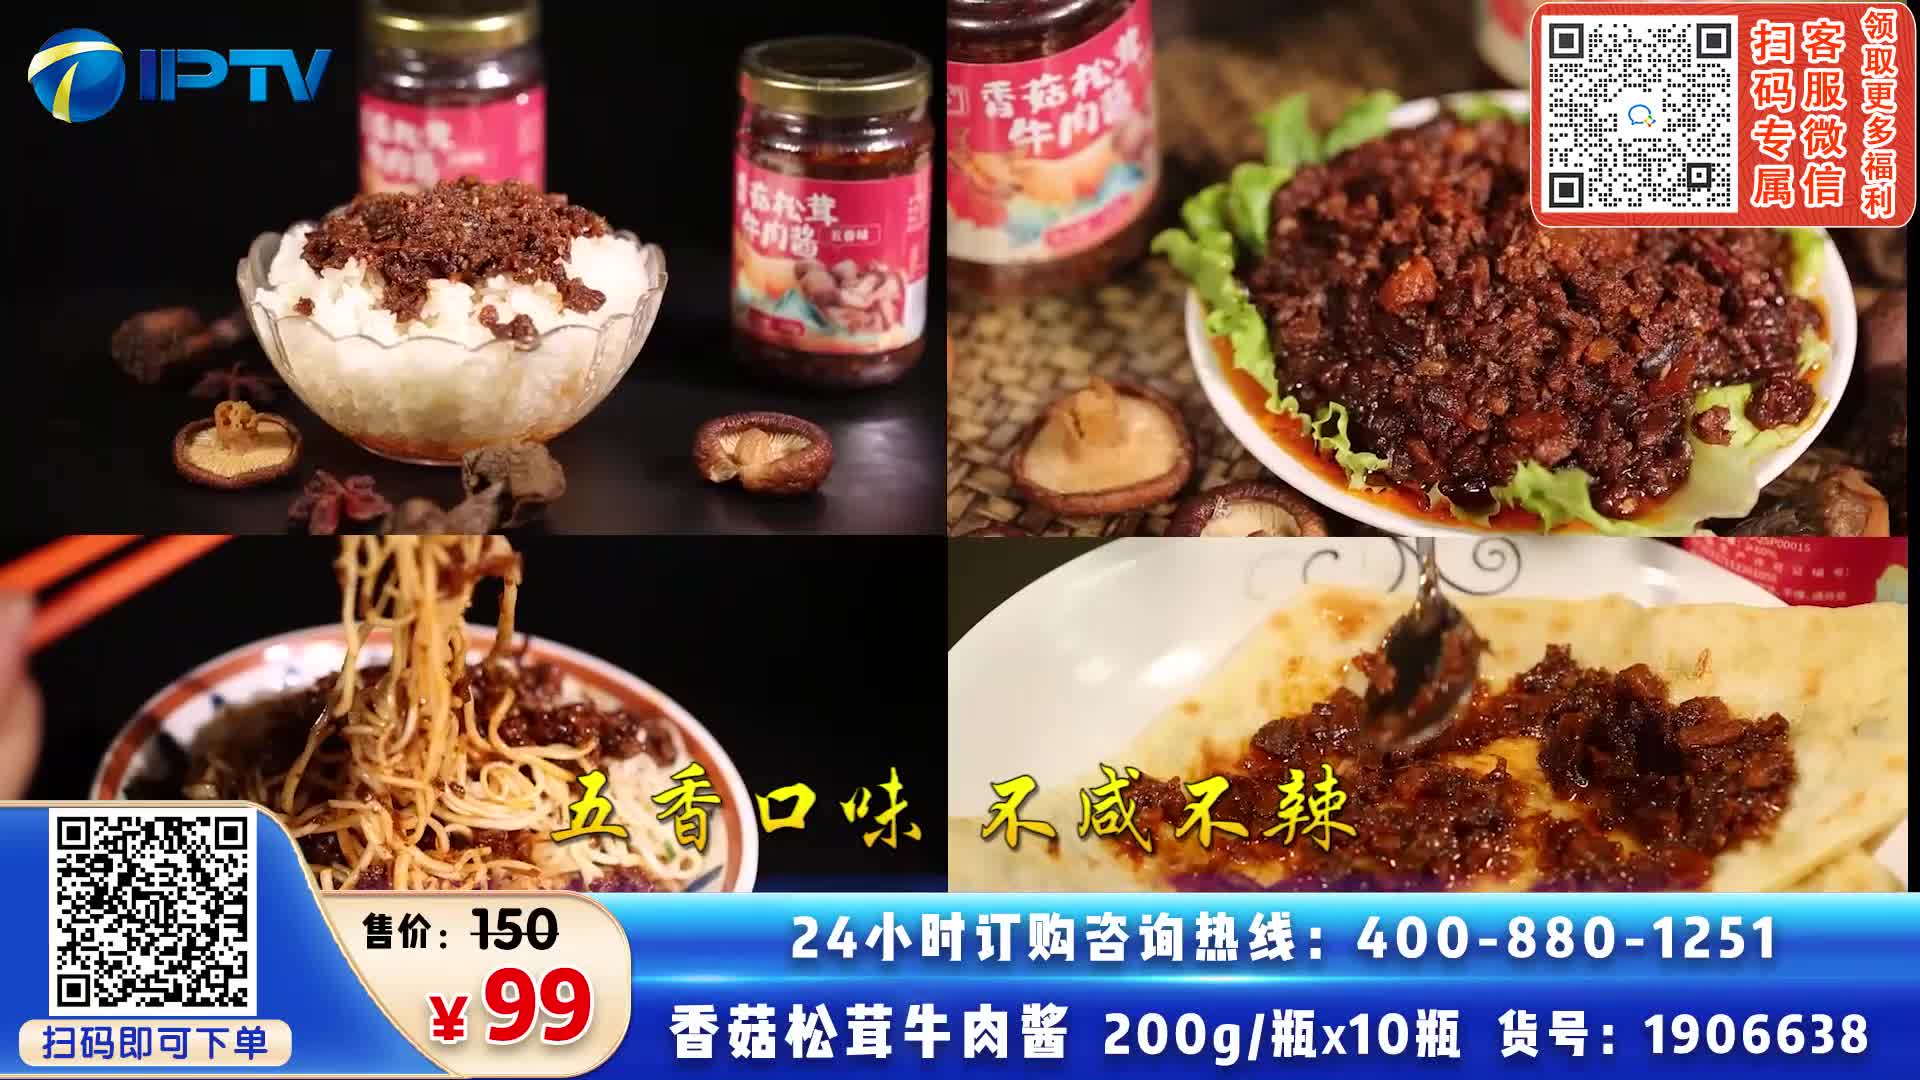 IPTV
扫码专属
客服微信
领取更多福利
菇松茸
牛肉酱
五香味
香菇松茸
牛肉酱
五香口味 不咸不辣
扫码即可下单
售价：150
¥99
24小时订购咨询热线：400-880-1251
香菇松茸牛肉酱 200g/瓶x10瓶 货号：1906638